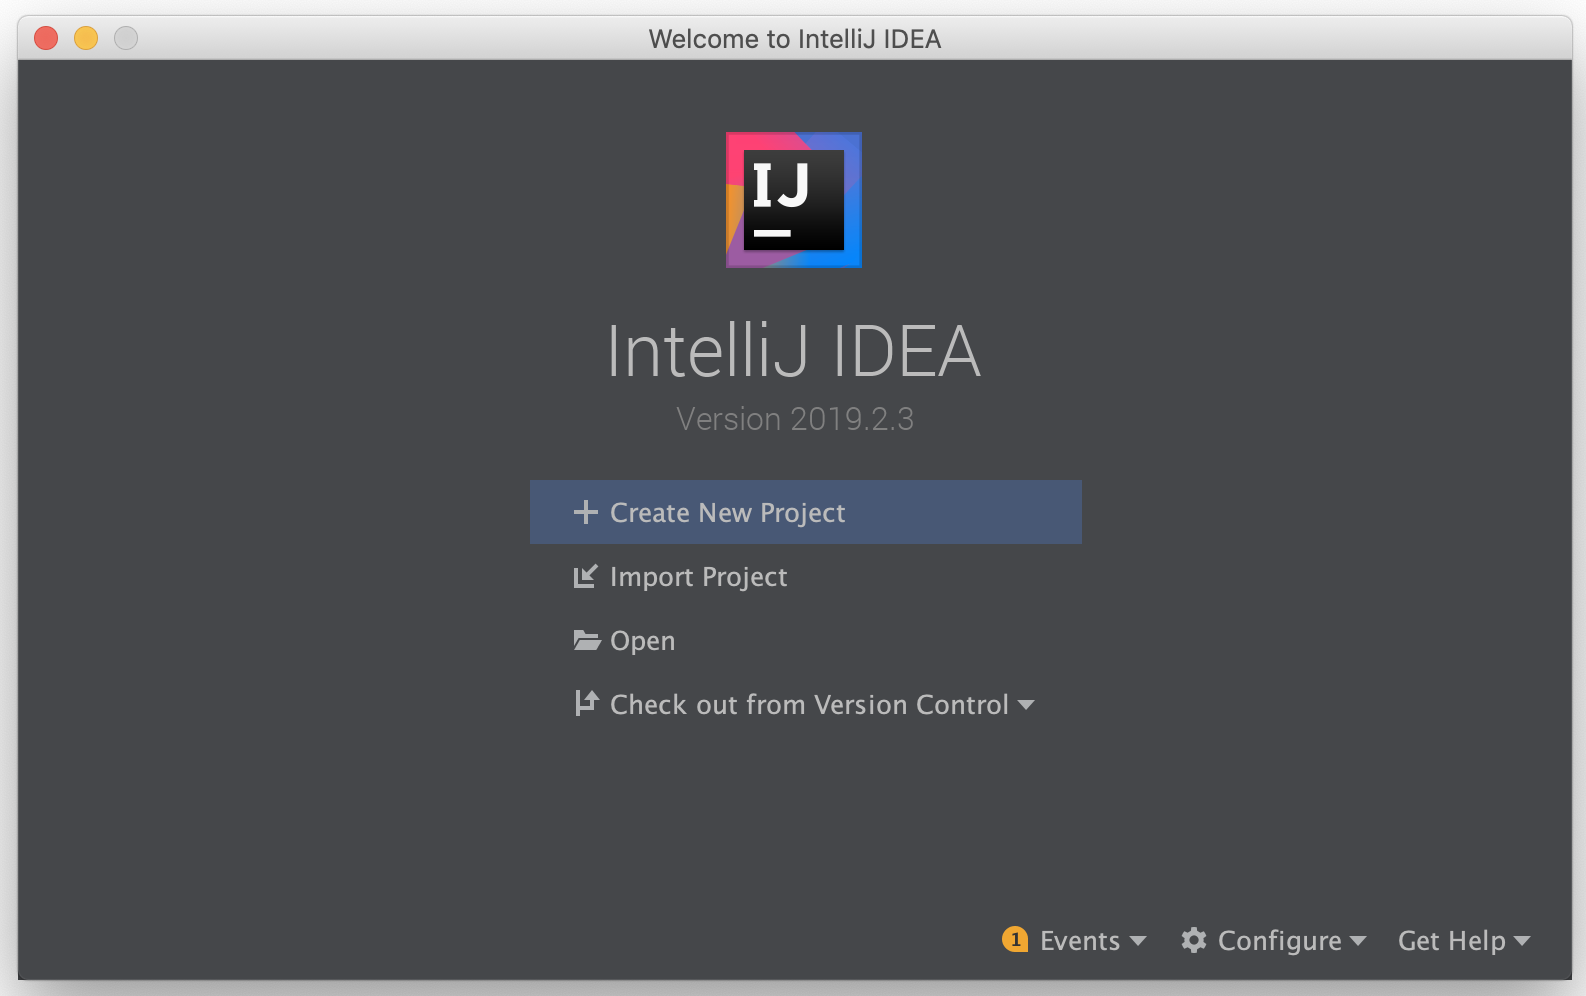 Welcome to IntelliJ IDEA
IJ
IntelliJ IDEA
Version 2019.2.3
Create New Project
Import Project
Open
Check out from Version Control
1 Events Configure Get Help